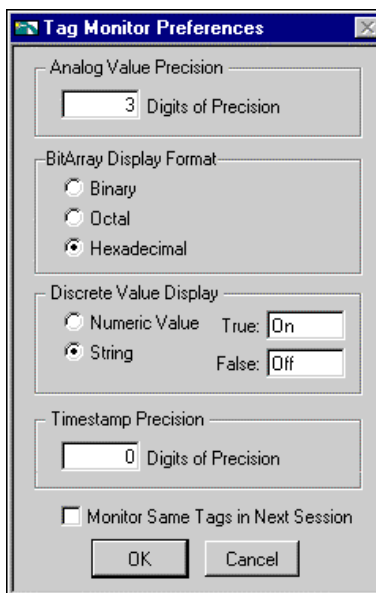 Tag Monitor Preferences
Analog Value Precision
3 Digits of Precision
BitArray Display Format
Binary
Octal
Hexadecimal
Discrete Value Display
Numeric Value True: On
String False: Off
Timestamp Precision
0 Digits of Precision
Monitor Same Tags in Next Session
OK Cancel